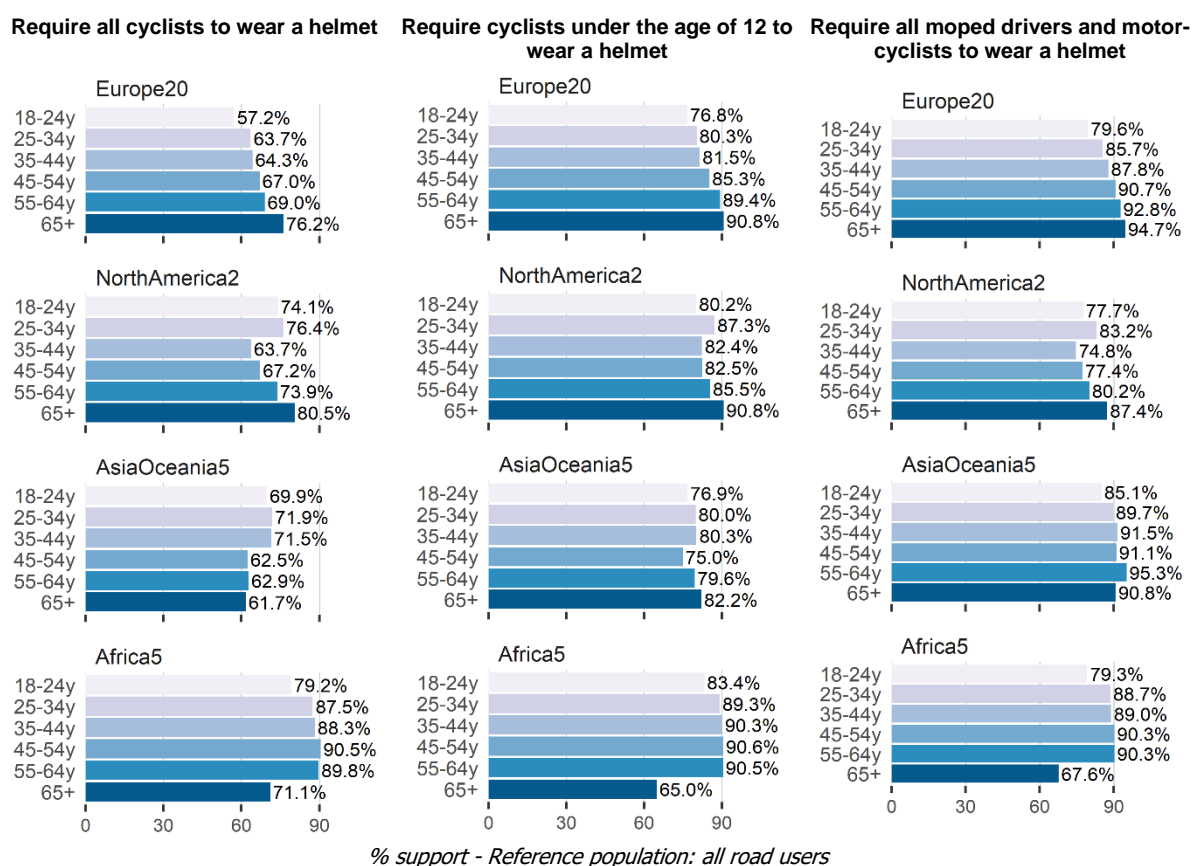 Require all cyclists to wear a helmet
Europe20
18-24y 57.2%
25-34y 63.7%
35-44y 64.3%
45-54y 67.0%
55-64y 69.0%
65+ 76.2%
NorthAmerica2
18-24y 74.1%
25-34y 76.4%
35-44y 63.7%
45-54y 67.2%
55-64y 73.9%
65+ 80.5%
AsiaOceania5
18-24y 69.9%
25-34y 71.9%
35-44y 71.5%
45-54y 62.5%
55-64y 62.9%
65+ 61.7%
Africa5
18-24y 79.2%
25-34y 87.5%
35-44y 88.3%
45-54y 90.5%
55-64y 89.8%
65+ 71.1%
0 30 60 90
Require cyclists under the age of 12 to
wear a helmet
Europe20
18-24y 76.8%
25-34y 80.3%
35-44y 81.5%
45-54y 85.3%
55-64y 89.4%
65+ 90.8%
NorthAmerica2
18-24y 80.2%
25-34y 87.3%
35-44y 82.4%
45-54y 82.5%
55-64y 85.5%
65+ 90.8%
AsiaOceania5
18-24y 76.9%
25-34y 80.0%
35-44y 80.3%
45-54y 75.0%
55-64y 79.6%
65+ 82.2%
Africa5
18-24y 83.4%
25-34y 89.3%
35-44y 90.3%
45-54y 90.6%
55-64y 90.5%
65+ 65.0%
0 30 60 90
Require all moped drivers and motor-
cyclists to wear a helmet
Europe20
18-24y 79.6%
25-34y 85.7%
35-44y 87.8%
45-54y 90.7%
55-64y 92.8%
65+ 94.7%
NorthAmerica2
18-24y 77.7%
25-34y 83.2%
35-44y 74.8%
45-54y 77.4%
55-64y 80.2%
65+ 87.4%
AsiaOceania5
18-24y 85.1%
25-34y 89.7%
35-44y 91.5%
45-54y 91.1%
55-64y 95.3%
65+ 90.8%
Africa5
18-24y 79.3%
25-34y 88.7%
35-44y 89.0%
45-54y 90.3%
55-64y 90.3%
65+ 67.6%
0 30 60 90
% support - Reference population: all road users